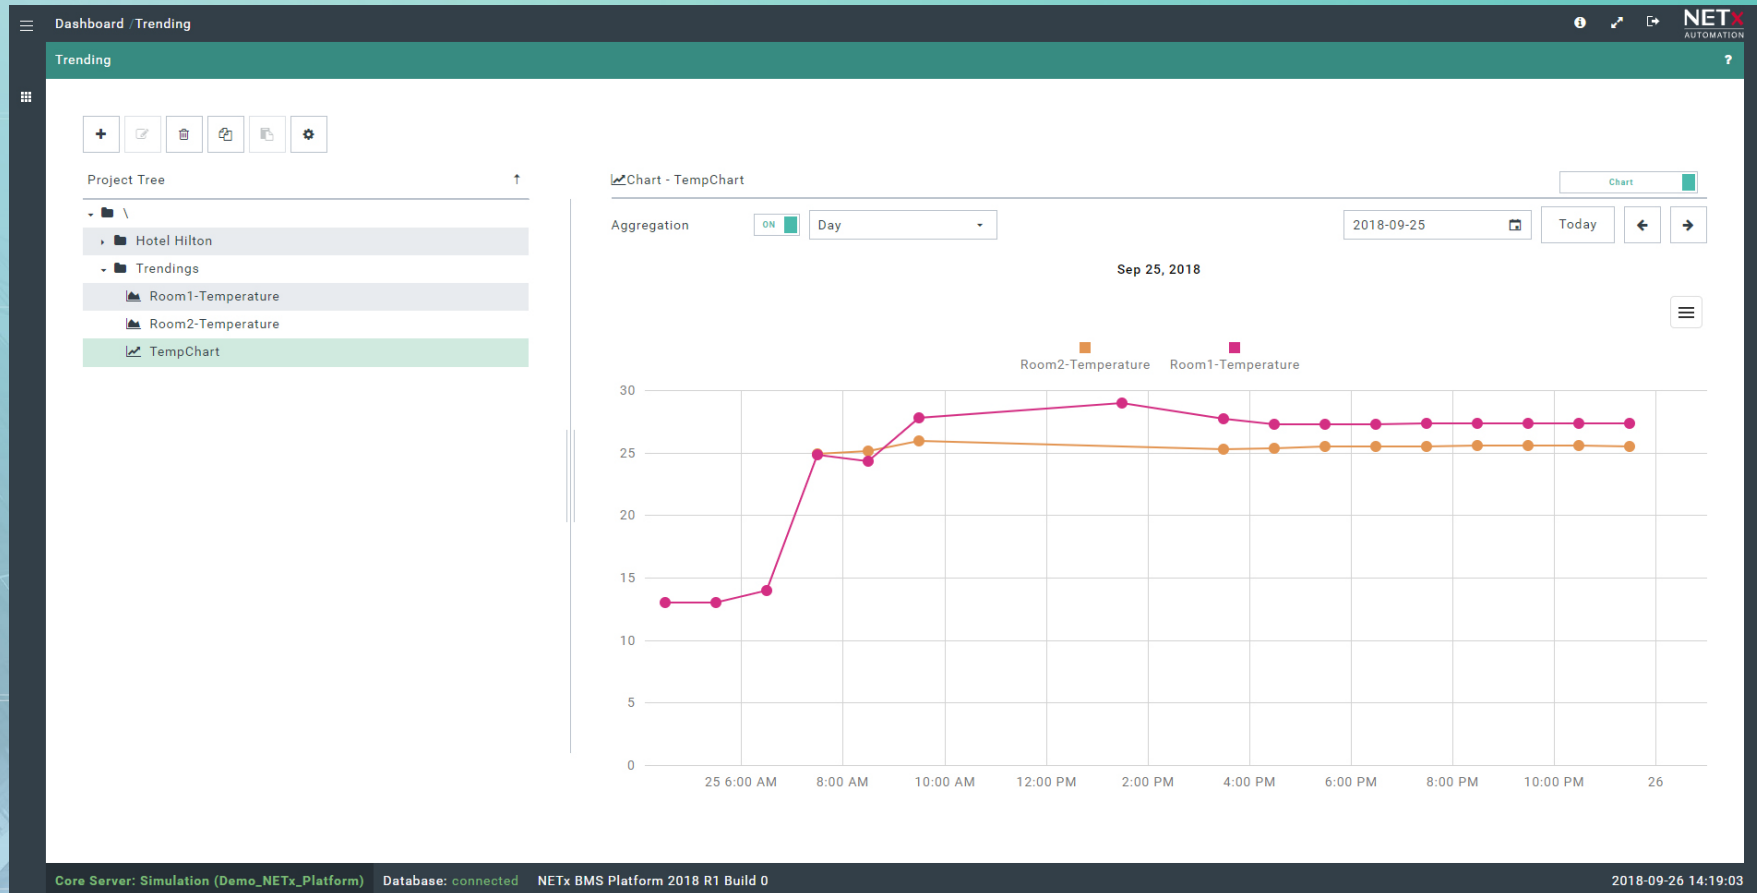 Dashboard / Trending
NETX
AUTOMATION
Trending
?
Project Tree
\
Hotel Hilton
Trendings
Room1-Temperature
Room2-Temperature
TempChart
Chart - TempChart
Chart
Aggregation
ON
Day
2018-09-25
Today
Sep 25, 2018
Room2-Temperature Room1-Temperature
30
25
20
15
10
5
0
25 6:00 AM 8:00 AM 10:00 AM 12:00 PM 2:00 PM 4:00 PM 6:00 PM 8:00 PM 10:00 PM 26
Core Server: Simulation (Demo_NETx_Platform) Database: connected NETx BMS Platform 2018 R1 Build 0 2018-09-26 14:19:03